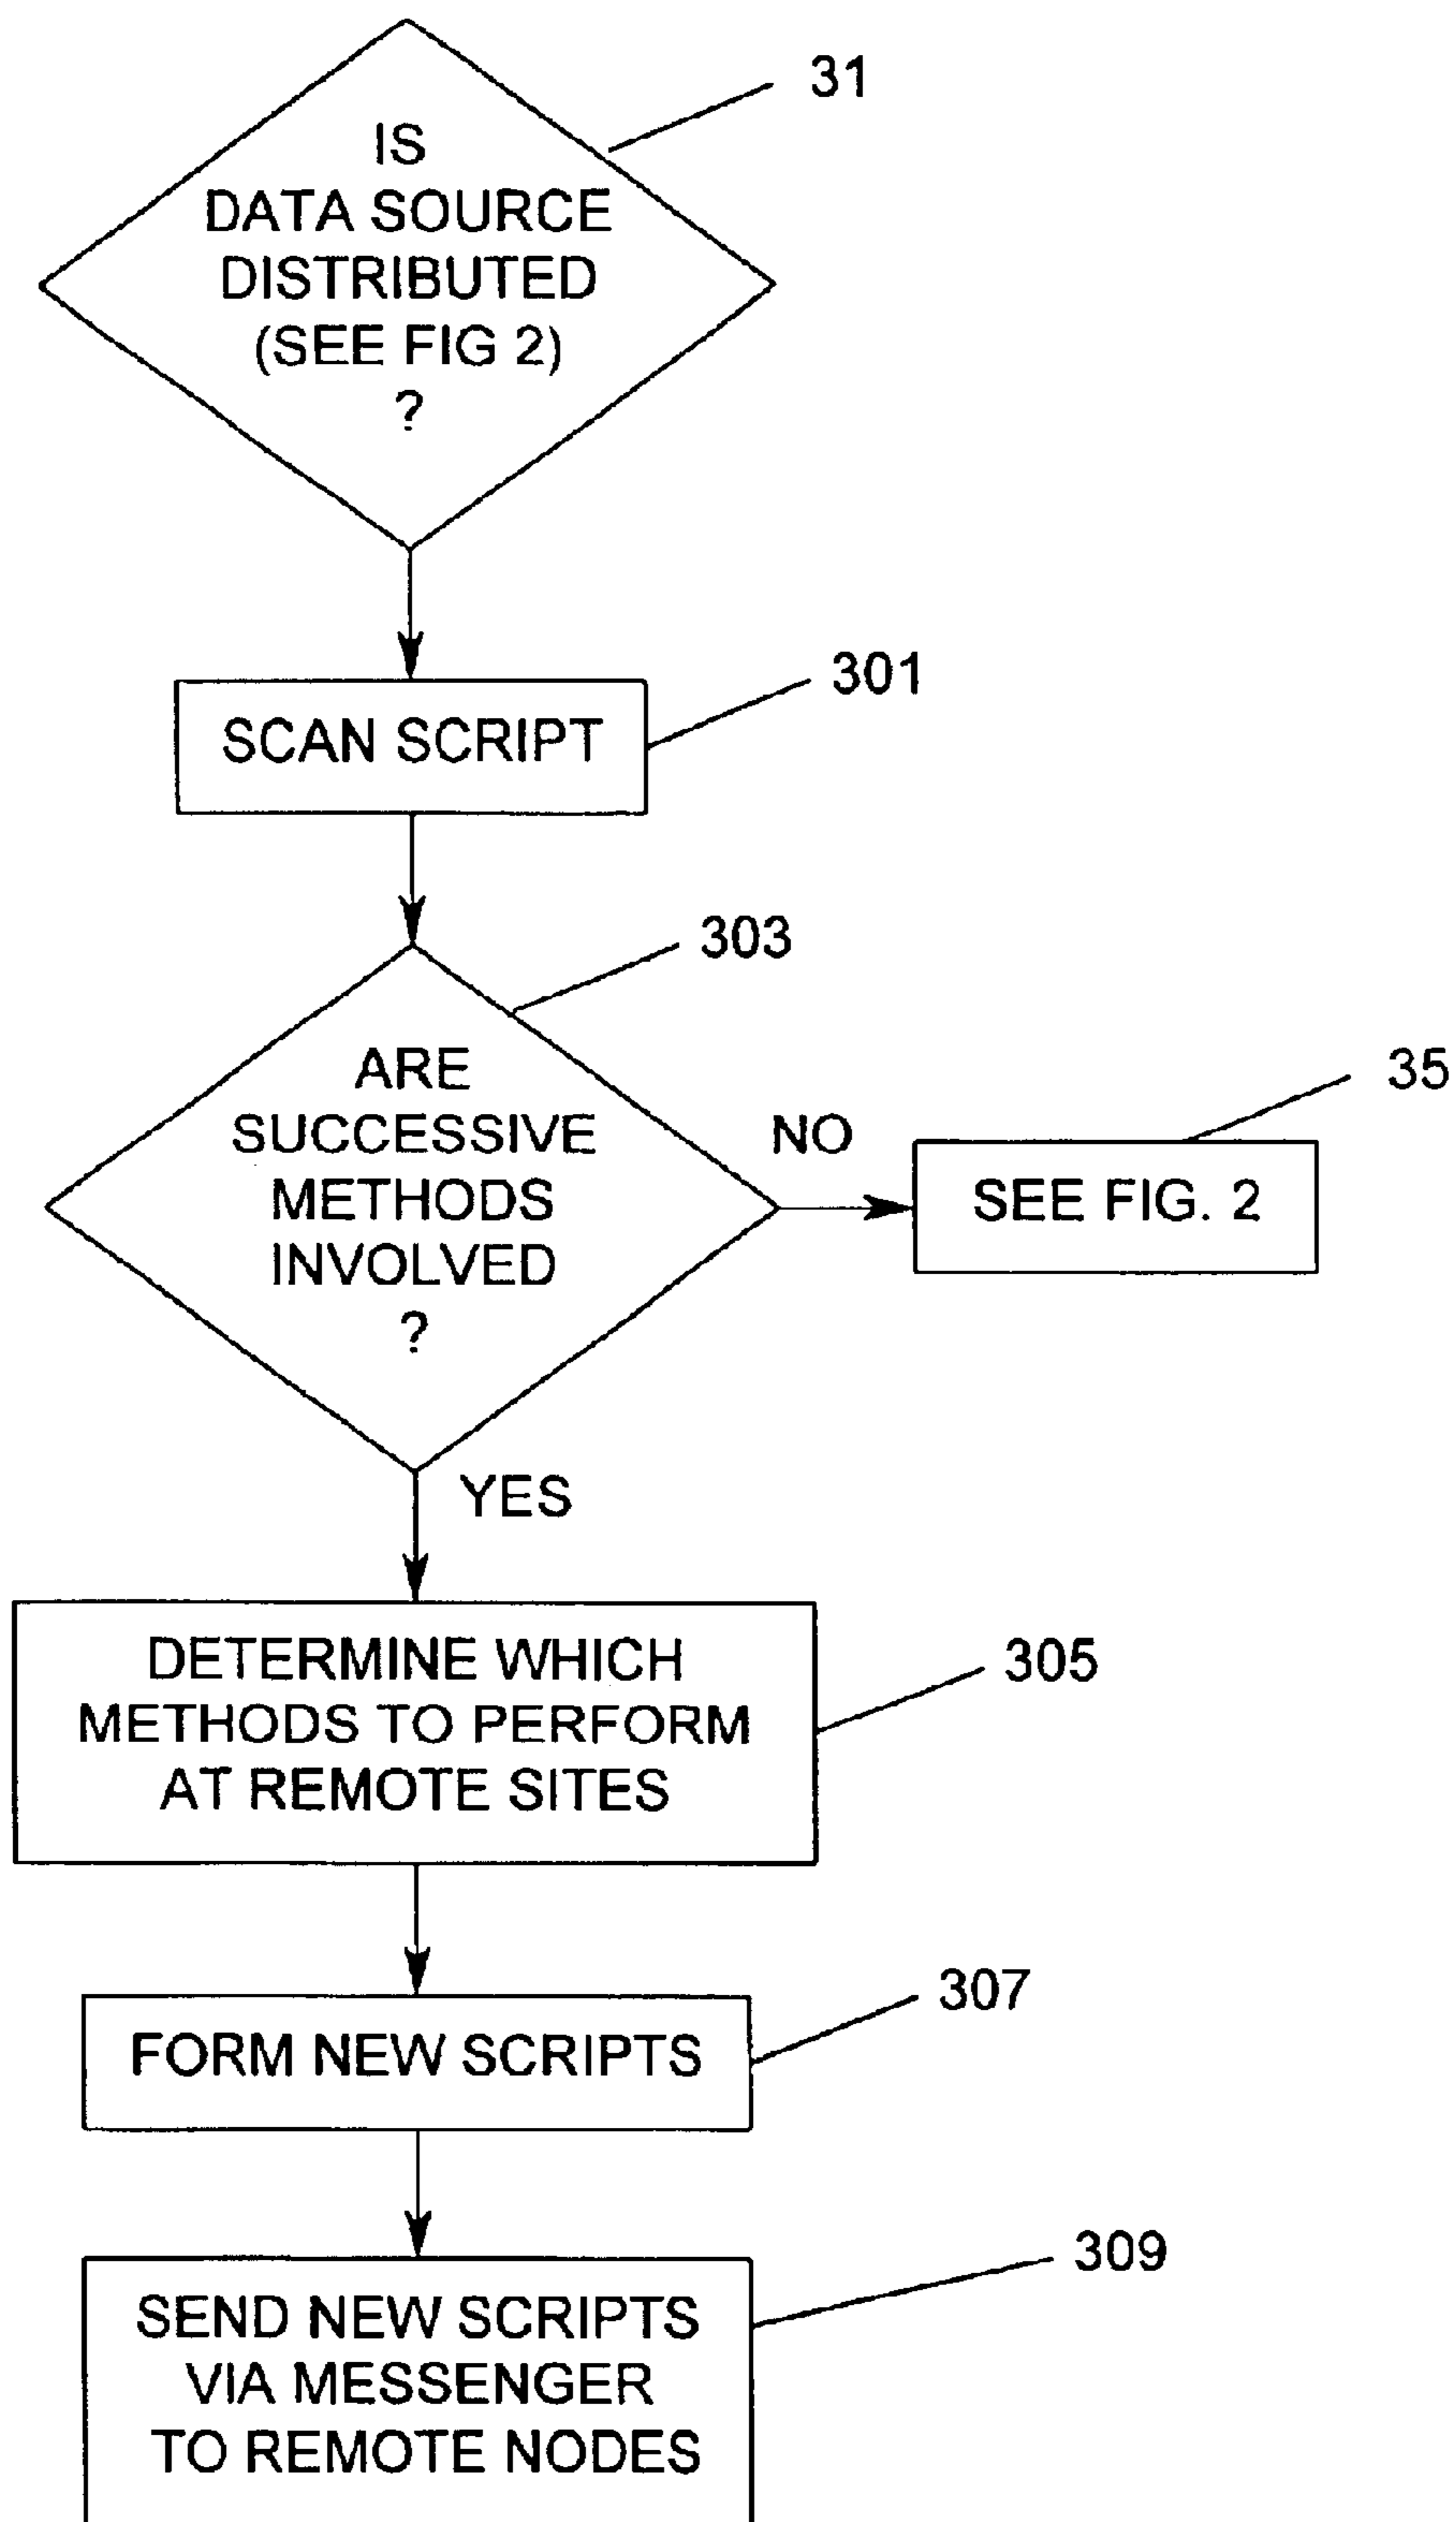 31
IS
DATA SOURCE
DISTRIBUTED
(SEE FIG 2)
?
301
SCAN SCRIPT
303
ARE
SUCCESSIVE
METHODS
INVOLVED
?
NO
35
SEE FIG. 2
YES
305
DETERMINE WHICH
METHODS TO PERFORM
AT REMOTE SITES
307
FORM NEW SCRIPTS
309
SEND NEW SCRIPTS
VIA MESSENGER
TO REMOTE NODES